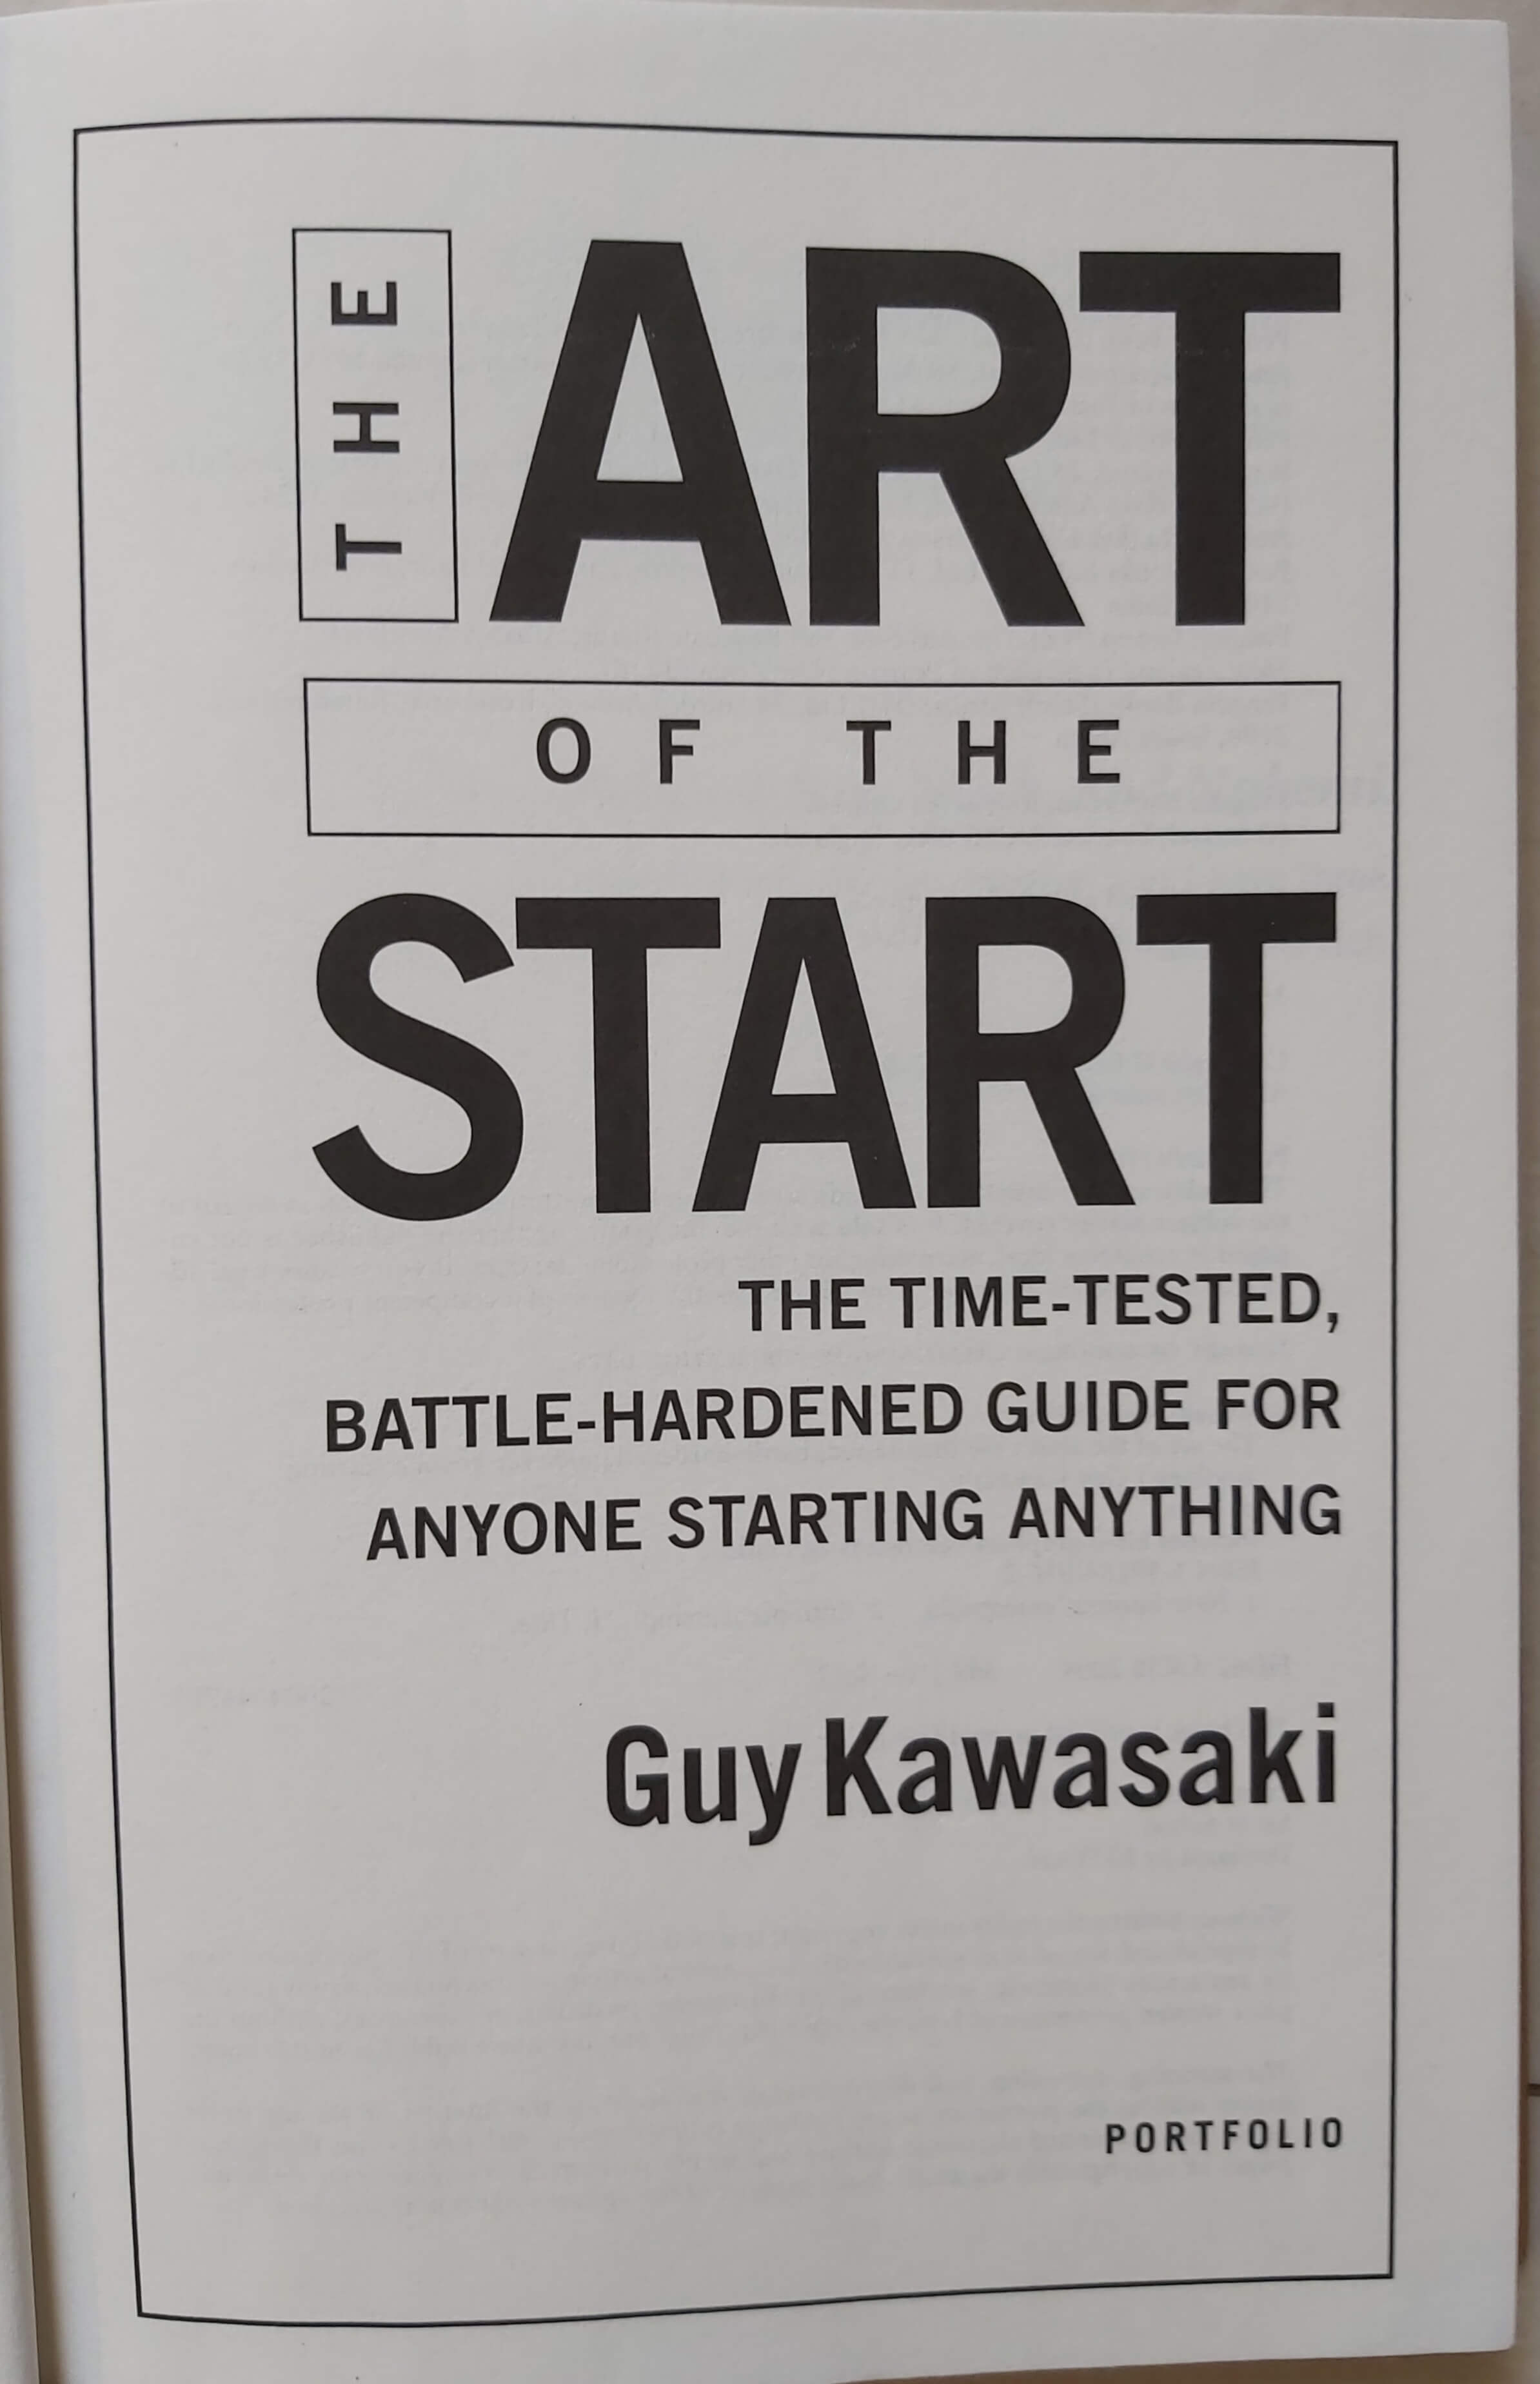 THE
ART
OF THE
START
THE TIME-TESTED,
BATTLE-HARDENED GUIDE FOR
ANYONE STARTING ANYTHING
Guy Kawasaki
PORTFOLIO